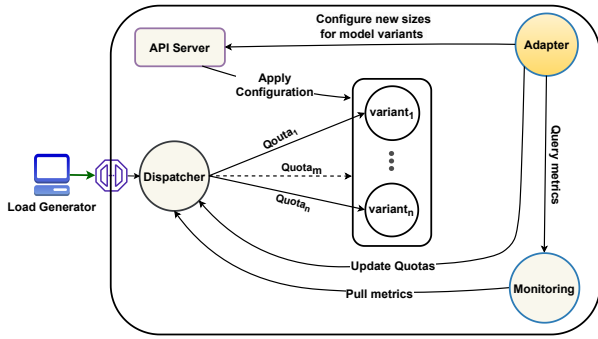 Configure new sizes
for model variants
API Server
Adapter
Apply
Configuration
variant₁
Qouta₁
Query metrics
Dispatcher
Quotaₘ
Load Generator
Quotaₙ
variantₙ
Update Quotas
Pull metrics
Monitoring